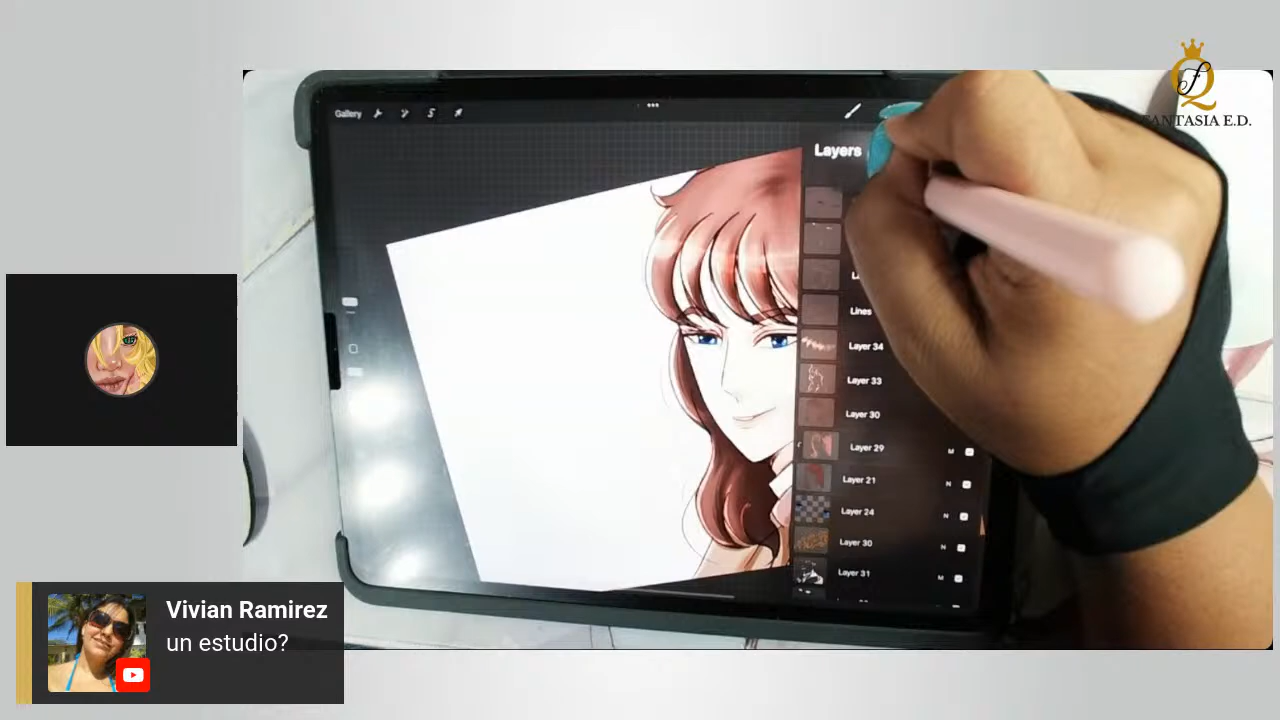 FANTASIA E.D.
Gallery
Layers
Lines
Layer 34
Layer 33
Layer 30
Layer 29 M
Layer 21 N
Layer 24 N
Layer 30 N
Layer 31 M
Vivian Ramirez
un estudio?